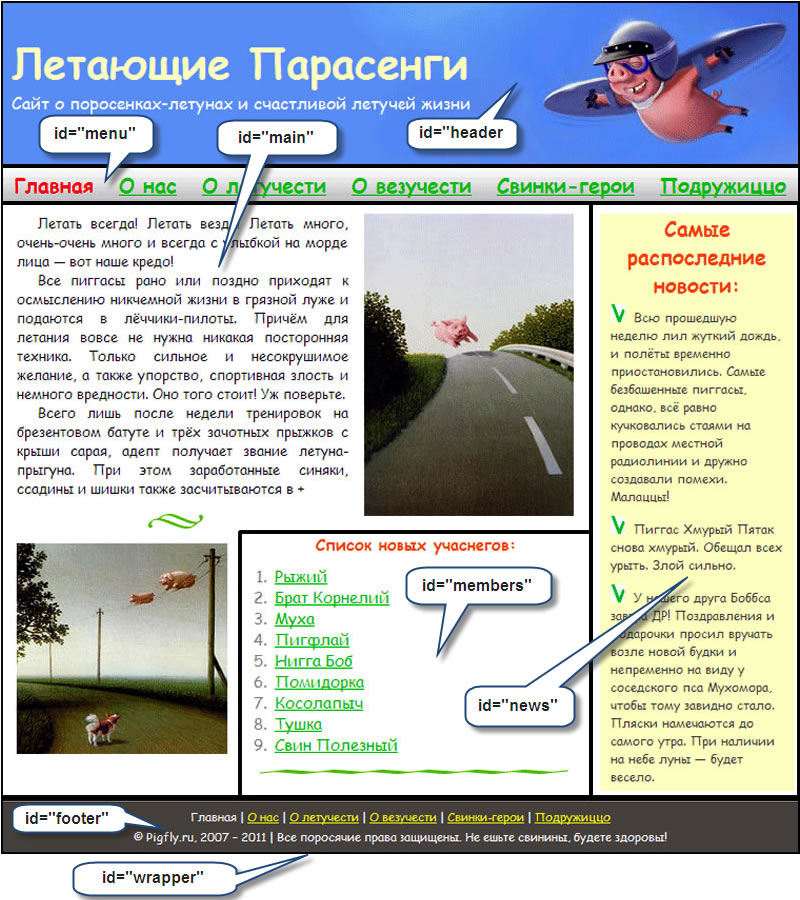 Летающие Парасенги
Сайт о поросенках-летунах и счастливой летучей жизни
id="menu"
id="main"
id="header
Главная О нас О летучести О везучести Свинки-герои Подружиццо
Летать всегда! Летать везде! Летать много,
очень-очень много и всегда с улыбкой на морде
лица — вот наше кредо!
Все пиггасы рано или поздно приходят к
осмыслению никчемной жизни в грязной луже и
подаются в лётчики-пилоты. Причём для
летания вовсе не нужна никакая посторонняя
техника. Только сильное и несокрушимое
желание, а также упорство, спортивная злость и
немного вредности. Оно того стоит! Уж поверьте.
Всего лишь после недели тренировок на
брезентовом батуте и трёх зачотных прыжков с
крыши сарая, адепт получает звание летуна-
прыгуна. При этом заработанные синяки,
ссадины и шишки также засчитываются в +
Список новых учаснегов:
1. Рыжий
2. Брат Корнелий
3. Муха
4. Пигфлай
5. Нигга Боб
6. Помидорка
7. Косолапыч
8. Тушка
9. Свин Полезный
id="members"
id="news"
Самые
распоследние
новости:
V Всю прошедшую
неделю лил жуткий дождь,
и полёты временно
приостановились. Самые
безбашенные пиггасы,
однако, всё равно
кучковались стаями на
проводах местной
радиолинии и дружно
создавали помехи.
Малаццы!
V Пиггас Хмурый Пятак
снова хмурый. Обещал всех
урыть. Злой сильно.
V У нашего друга Боббса
завтра ДР! Поздравления и
подарочки просил вручать
возле новой будки и
непременно на виду у
соседского пса Мухомора,
чтобы тому завидно стало.
Пляски намечаются до
самого утра. При наличии
на небе луны — будет
весело.
id="footer"
Главная | О нас | О летучести | О везучести | Свинки-герои | Подружиццо
© Pigfly.ru, 2007 - 2011 | Все поросячие права защищены. Не ешьте свинины, будете здоровы!
id="wrapper"